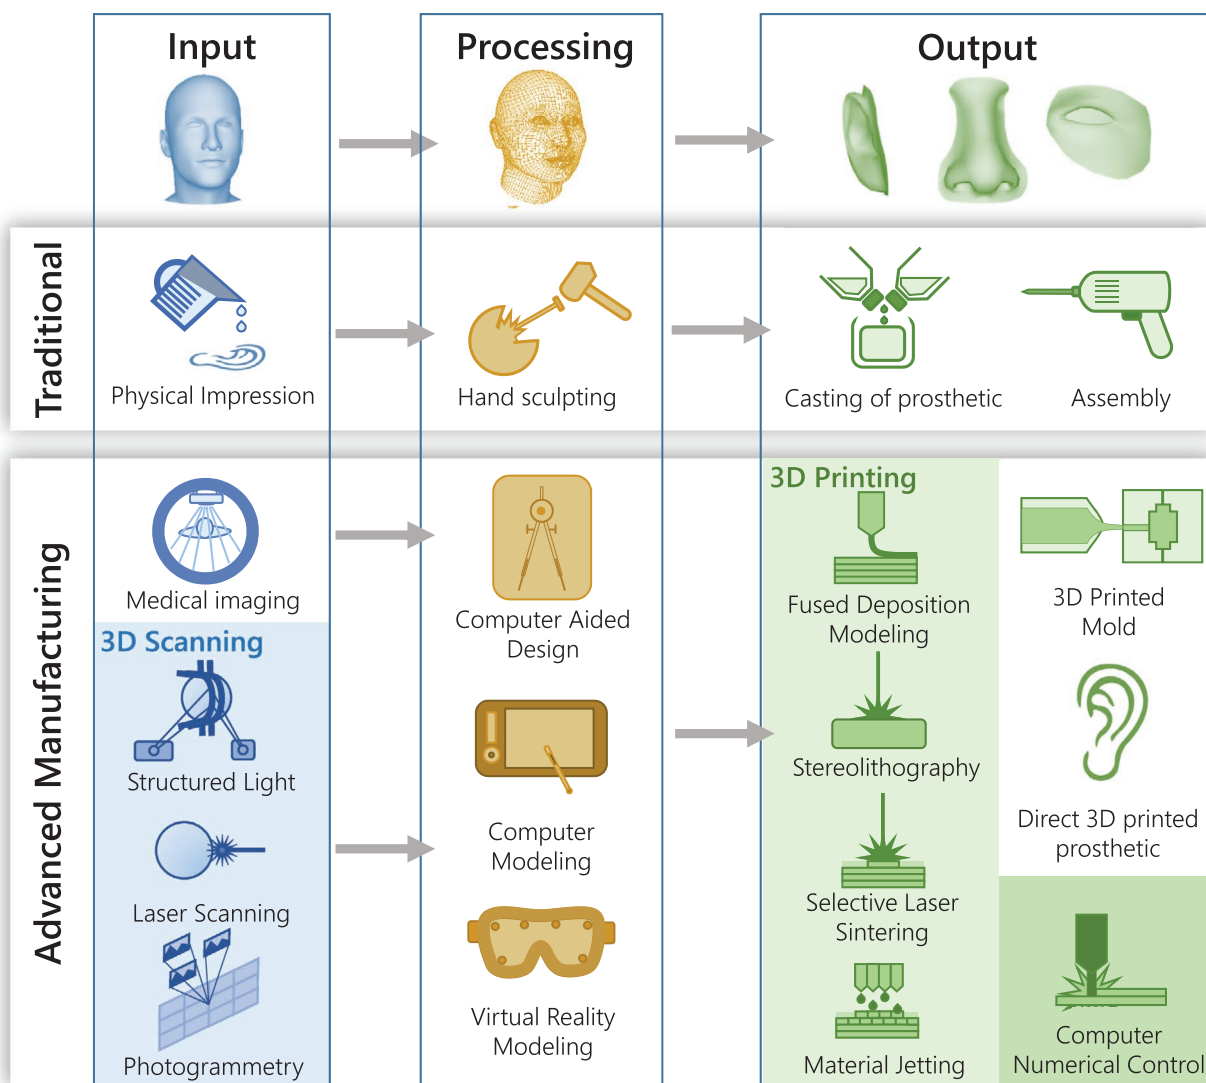 Input
Processing
Output
Traditional
Physical Impression
Hand sculpting
Casting of prosthetic
Assembly
Advanced Manufacturing
Medical imaging
3D Scanning
Structured Light
Laser Scanning
Photogrammetry
Computer Aided
Design
Computer
Modeling
Virtual Reality
Modeling
3D Printing
Fused Deposition
Modeling
Stereolithography
Selective Laser
Sintering
Material Jetting
3D Printed
Mold
Direct 3D printed
prosthetic
Computer
Numerical Control